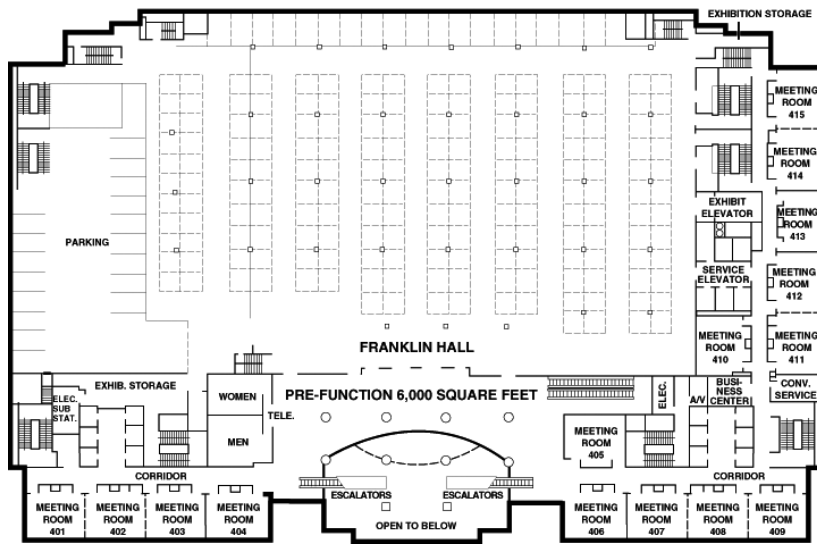 EXHIBITION STORAGE
MEETING
ROOM
415
MEETING
ROOM
414
EXHIBIT
ELEVATOR
MEETING
ROOM
413
PARKING
SERVICE
ELEVATOR
MEETING
ROOM
412
MEETING
ROOM
410
MEETING
ROOM
411
FRANKLIN HALL
EXHIB. STORAGE
WOMEN
PRE-FUNCTION 6,000 SQUARE FEET
ELEC.
A/V
BUSI-
NESS
CENTER
CONV.
SERVICE
ELEC.
SUB
STAT.
TELE.
MEN
MEETING
ROOM
405
CORRIDOR
CORRIDOR
ESCALATORS
ESCALATORS
MEETING
ROOM
401
MEETING
ROOM
402
MEETING
ROOM
403
MEETING
ROOM
404
OPEN TO BELOW
MEETING
ROOM
406
MEETING
ROOM
407
MEETING
ROOM
408
MEETING
ROOM
409